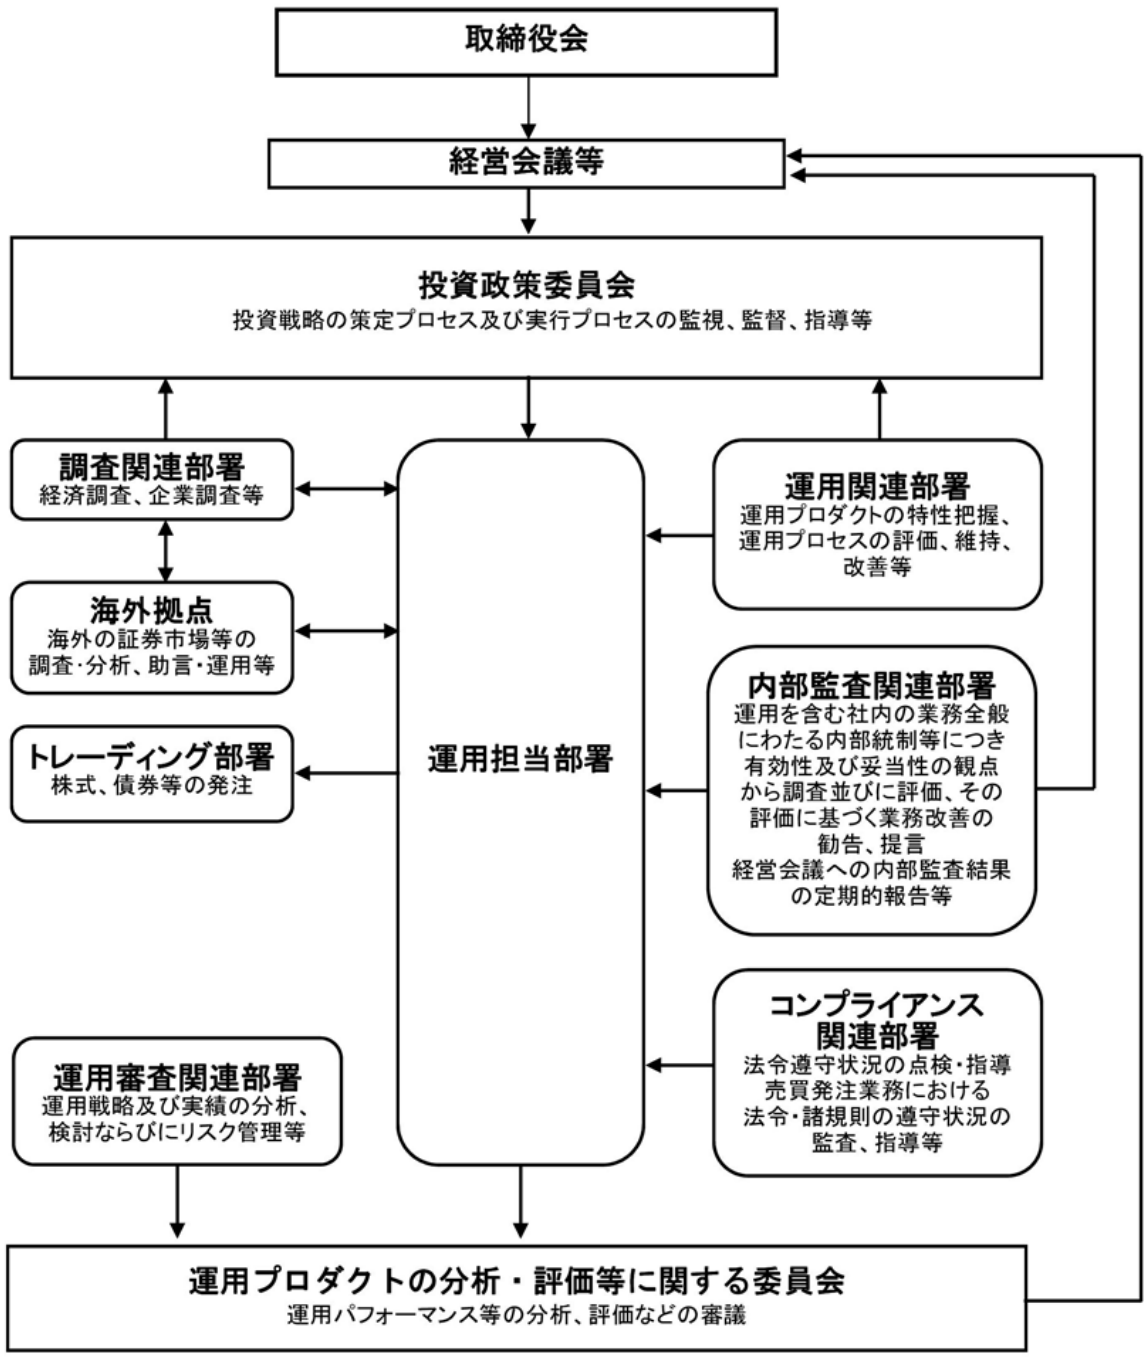 取締役会
経営会議等
投資政策委員会
投資戦略の策定プロセス及び実行プロセスの監視、監督、指導等
調査関連部署
経済調査、企業調査等
海外拠点
海外の証券市場等の
調査・分析、助言・運用等
トレーディング部署
株式、債券等の発注
運用担当部署
運用関連部署
運用プロダクトの特性把握、
運用プロセスの評価、維持、
改善等
内部監査関連部署
運用を含む社内の業務全般
にわたる内部統制等につき
有効性及び妥当性の観点
から調査並びに評価、その
評価に基づく業務改善の
勧告、提言
経営会議への内部監査結果
の定期的報告等
コンプライアンス
関連部署
法令遵守状況の点検・指導
売買発注業務における
法令・諸規則の遵守状況の
監査、指導等
運用審査関連部署
運用戦略及び実績の分析、
検討ならびにリスク管理等
運用プロダクトの分析・評価等に関する委員会
運用パフォーマンス等の分析、評価などの審議